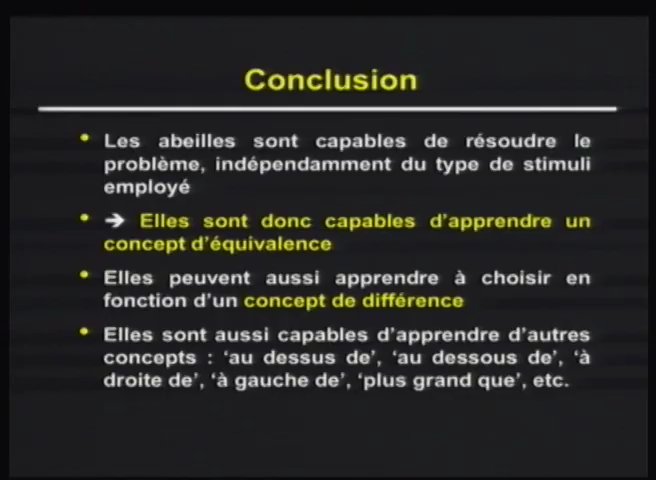 Conclusion
• Les abeilles sont capables de résoudre le
problème, indépendamment du type de stimuli
employé
• ➔ Elles sont donc capables d'apprendre un
concept d'équivalence
• Elles peuvent aussi apprendre à choisir en
fonction d'un concept de différence
• Elles sont aussi capables d'apprendre d'autres
concepts : 'au dessus de', 'au dessous de', 'à
droite de', 'à gauche de', 'plus grand que', etc.